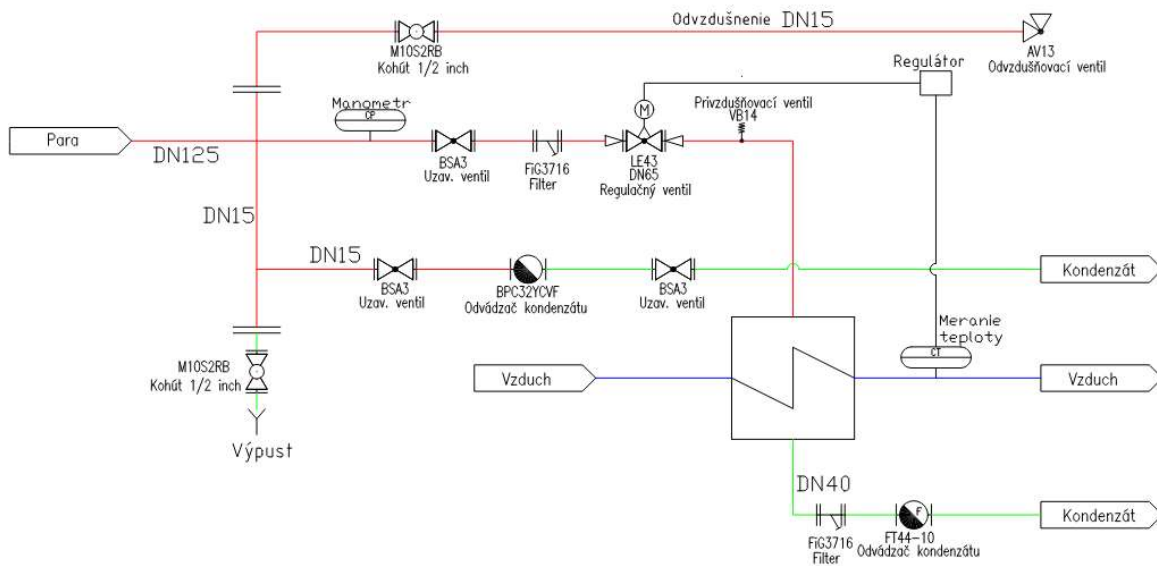 Odvzdušnenie DN15
M10S2RB
Kohút 1/2 inch
AV13
Odvzdušňovací ventil
Regulátor
Manometr
CP
Privzdušňovací ventil
VB14
M
Para
DN125
BSA3
Uzav. ventil
FiG3716
Filter
LE43
DN65
Regulačný ventil
DN15
DN15
BSA3
Uzav. ventil
BPC32YCVF
Odvádzač kondenzátu
BSA3
Uzav. ventil
Kondenzát
M10S2RB
Kohút 1/2 inch
Výpust
Meranie
teploty
CT
Vzduch
Vzduch
DN40
FiG3716
Filter
F
FT44-10
Odvádzač kondenzátu
Kondenzát